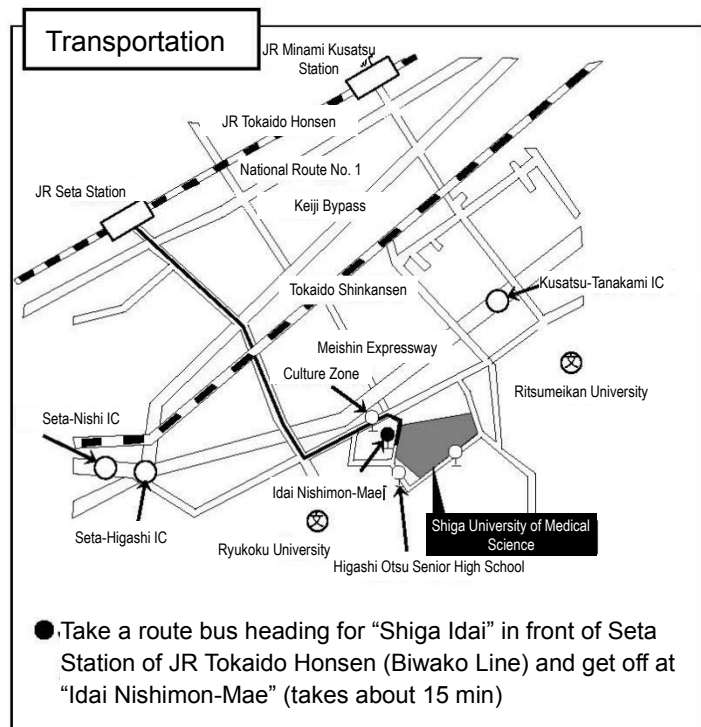 Transportation
JR Minami Kusatsu
Station
JR Tokaido Honsen
National Route No. 1
JR Seta Station
Keiji Bypass
Tokaido Shinkansen
Kusatsu-Tanakami IC
Meishin Expressway
Culture Zone
Ritsumeikan University
Seta-Nishi IC
Idai Nishimon-Mae
Seta-Higashi IC
Ryukoku University
Shiga University of Medical
Science
Higashi Otsu Senior High School
Take a route bus heading for “Shiga Idai” in front of Seta
Station of JR Tokaido Honsen (Biwako Line) and get off at
“Idai Nishimon-Mae” (takes about 15 min)